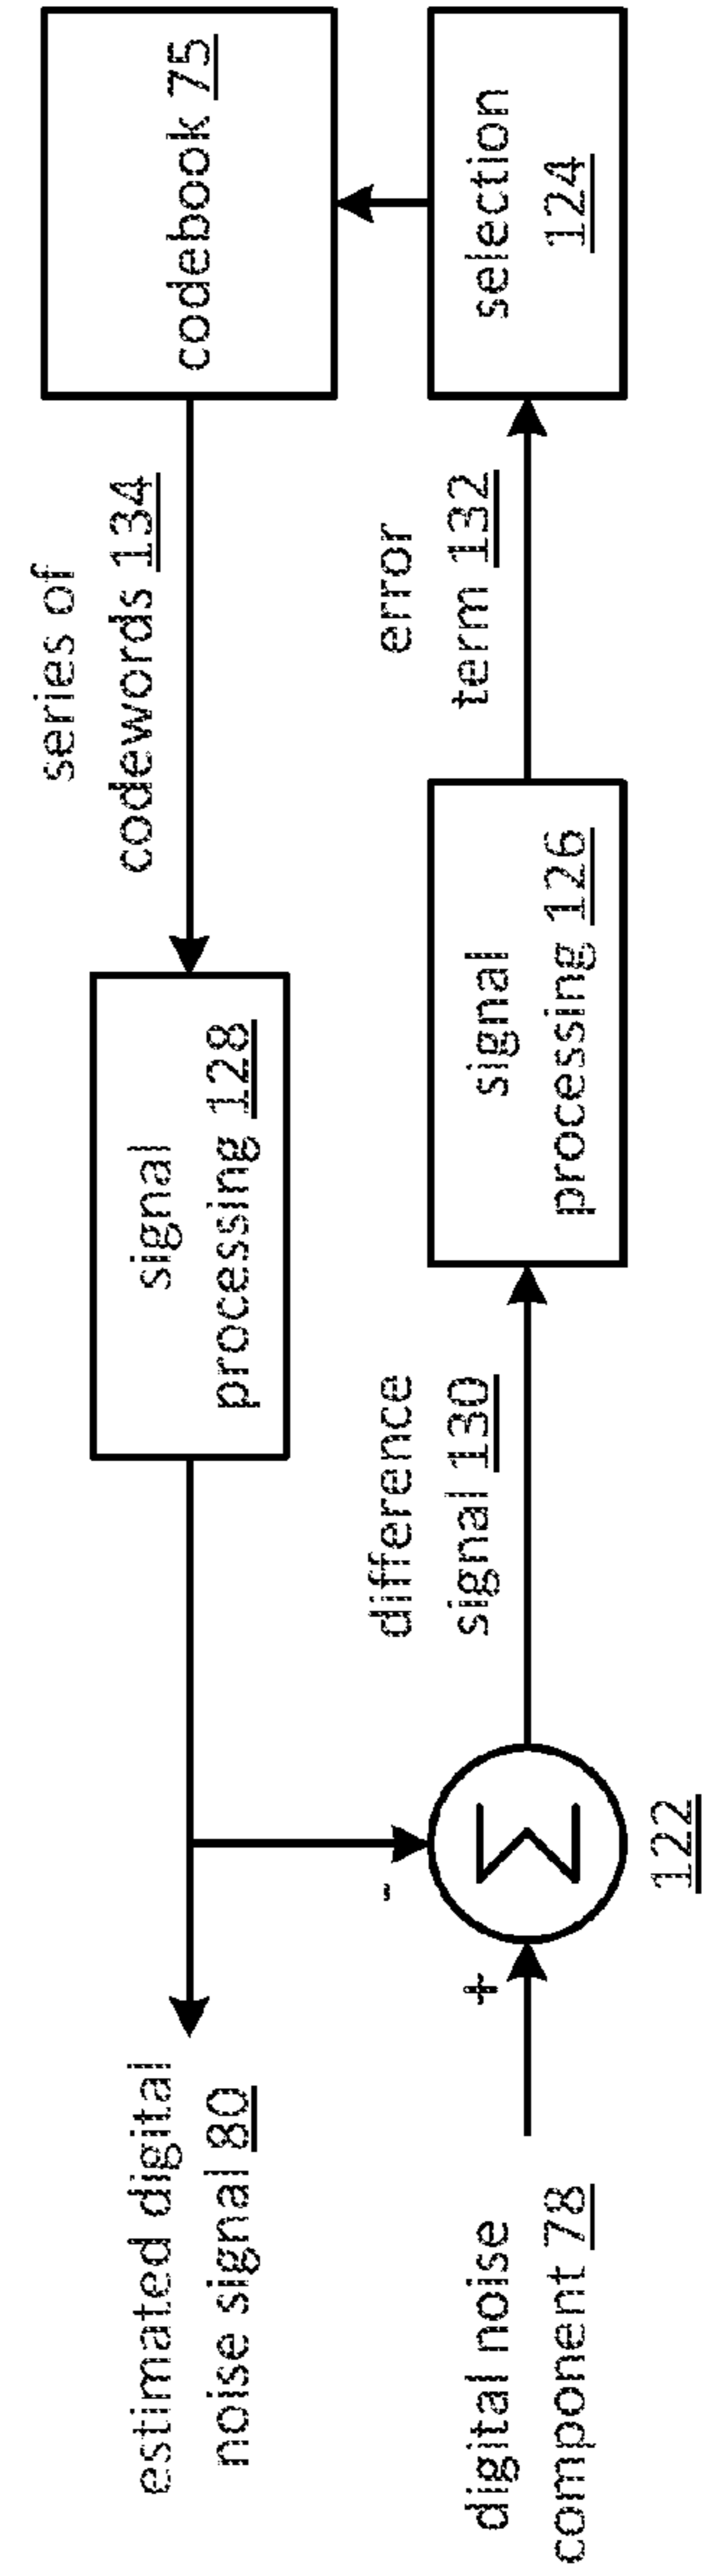 estimated digital
noise signal 80
signal
processing 128
series of
codewords 134
codebook 75
digital noise
component 78
+
-
Σ
122
difference
signal 130
signal
processing 126
error
term 132
selection
124